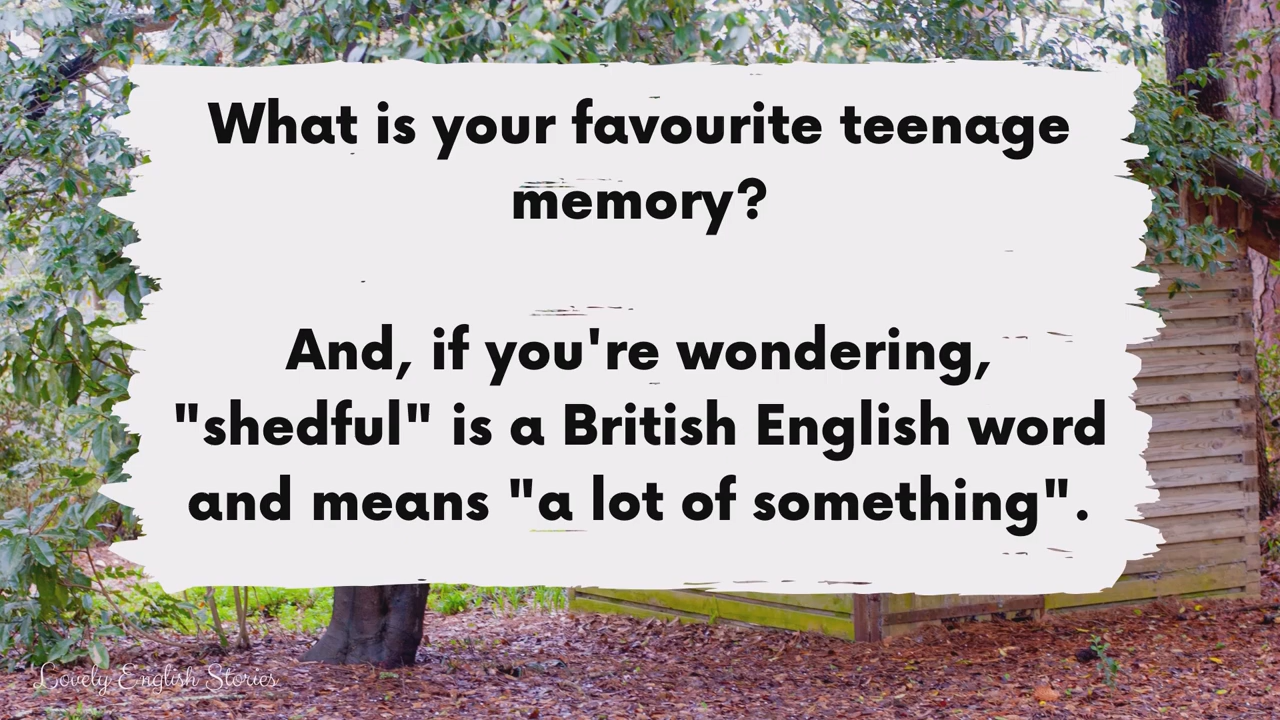 What is your favourite teenage
memory?
And, if you're wondering,
"shedful" is a British English word
and means "a lot of something".
Lovely English Stories